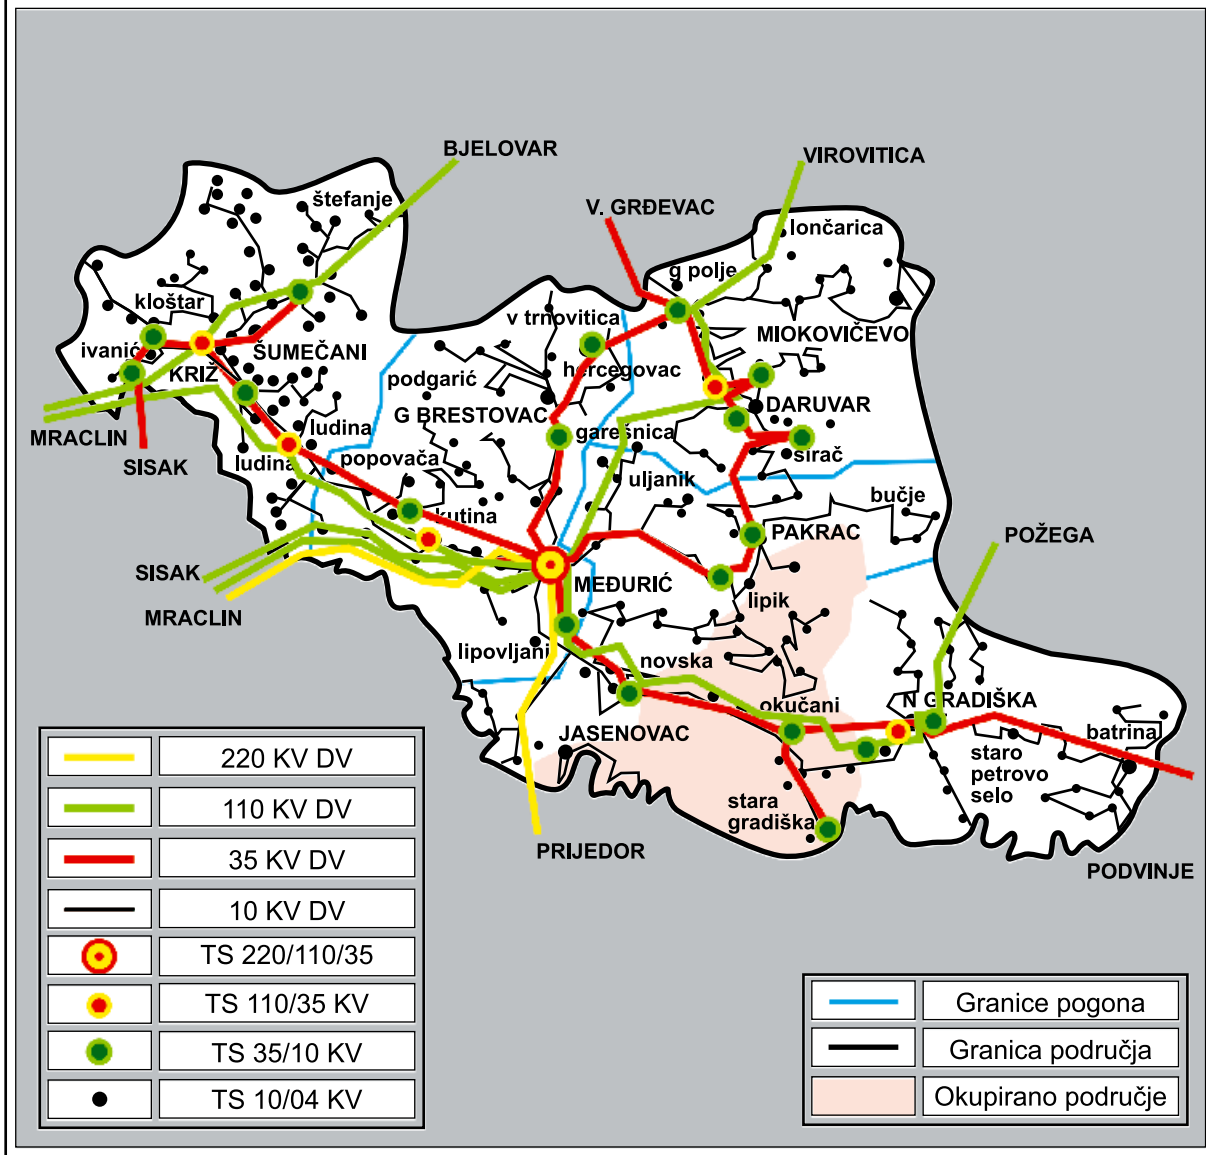 BJELOVAR
VIROVITICA
štefanje
V. GRĐEVAC
lončarica
g polje
kloštar
v trnovitica
MIOKOVIČEVO
ivanić
ŠUMEČANI
KRIŽ
podgarić
hercegovac
G BRESTOVAC
DARUVAR
MRACLIN
ludina
garešnica
SISAK
ludina
popovača
sirač
uljanik
bučje
kutina
PAKRAC
POŽEGA
SISAK
MEĐURIĆ
lipik
MRACLIN
lipovljani
novska
okučani
N GRADIŠKA
JASENOVAC
batrina
staro
petrovo
selo
stara
gradiška
PRIJEDOR
PODVINJE
220 KV DV
110 KV DV
35 KV DV
10 KV DV
TS 220/110/35
TS 110/35 KV
TS 35/10 KV
TS 10/04 KV
Granice pogona
Granica područja
Okupirano područje